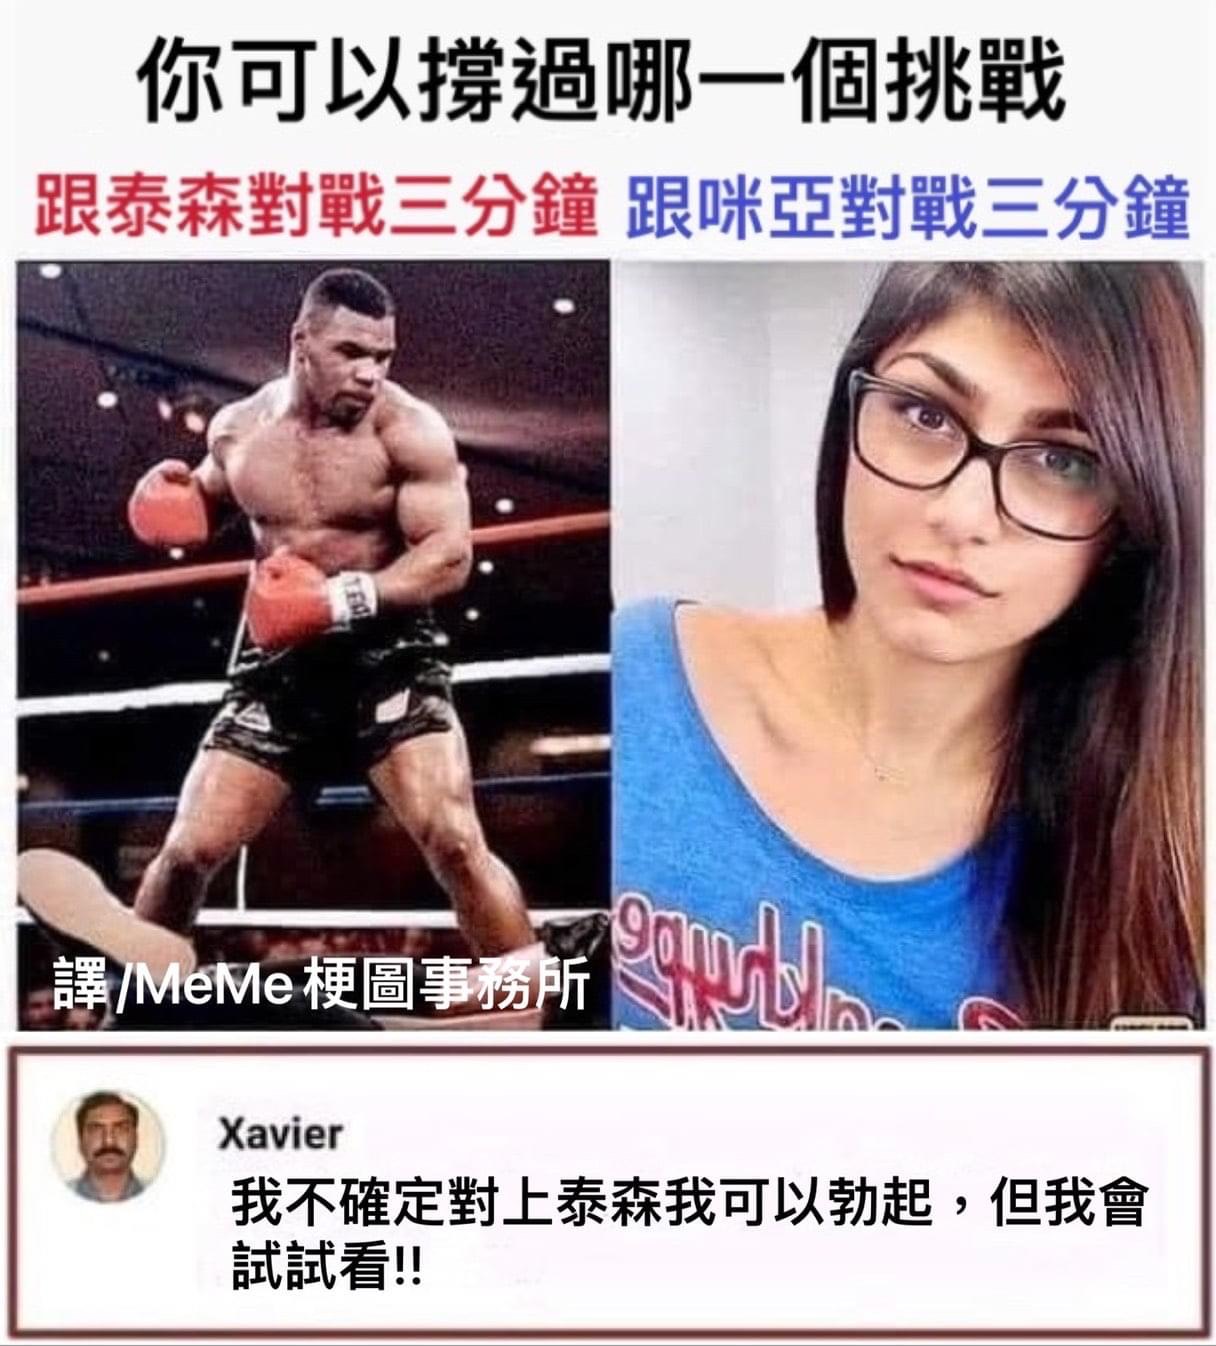 你可以撐過哪一個挑戰
跟泰森對戰三分鐘
跟咪亞對戰三分鐘
譯/MeMe梗圖事務所
Xavier
我不確定對上泰森我可以勃起，但我會
試試看!!